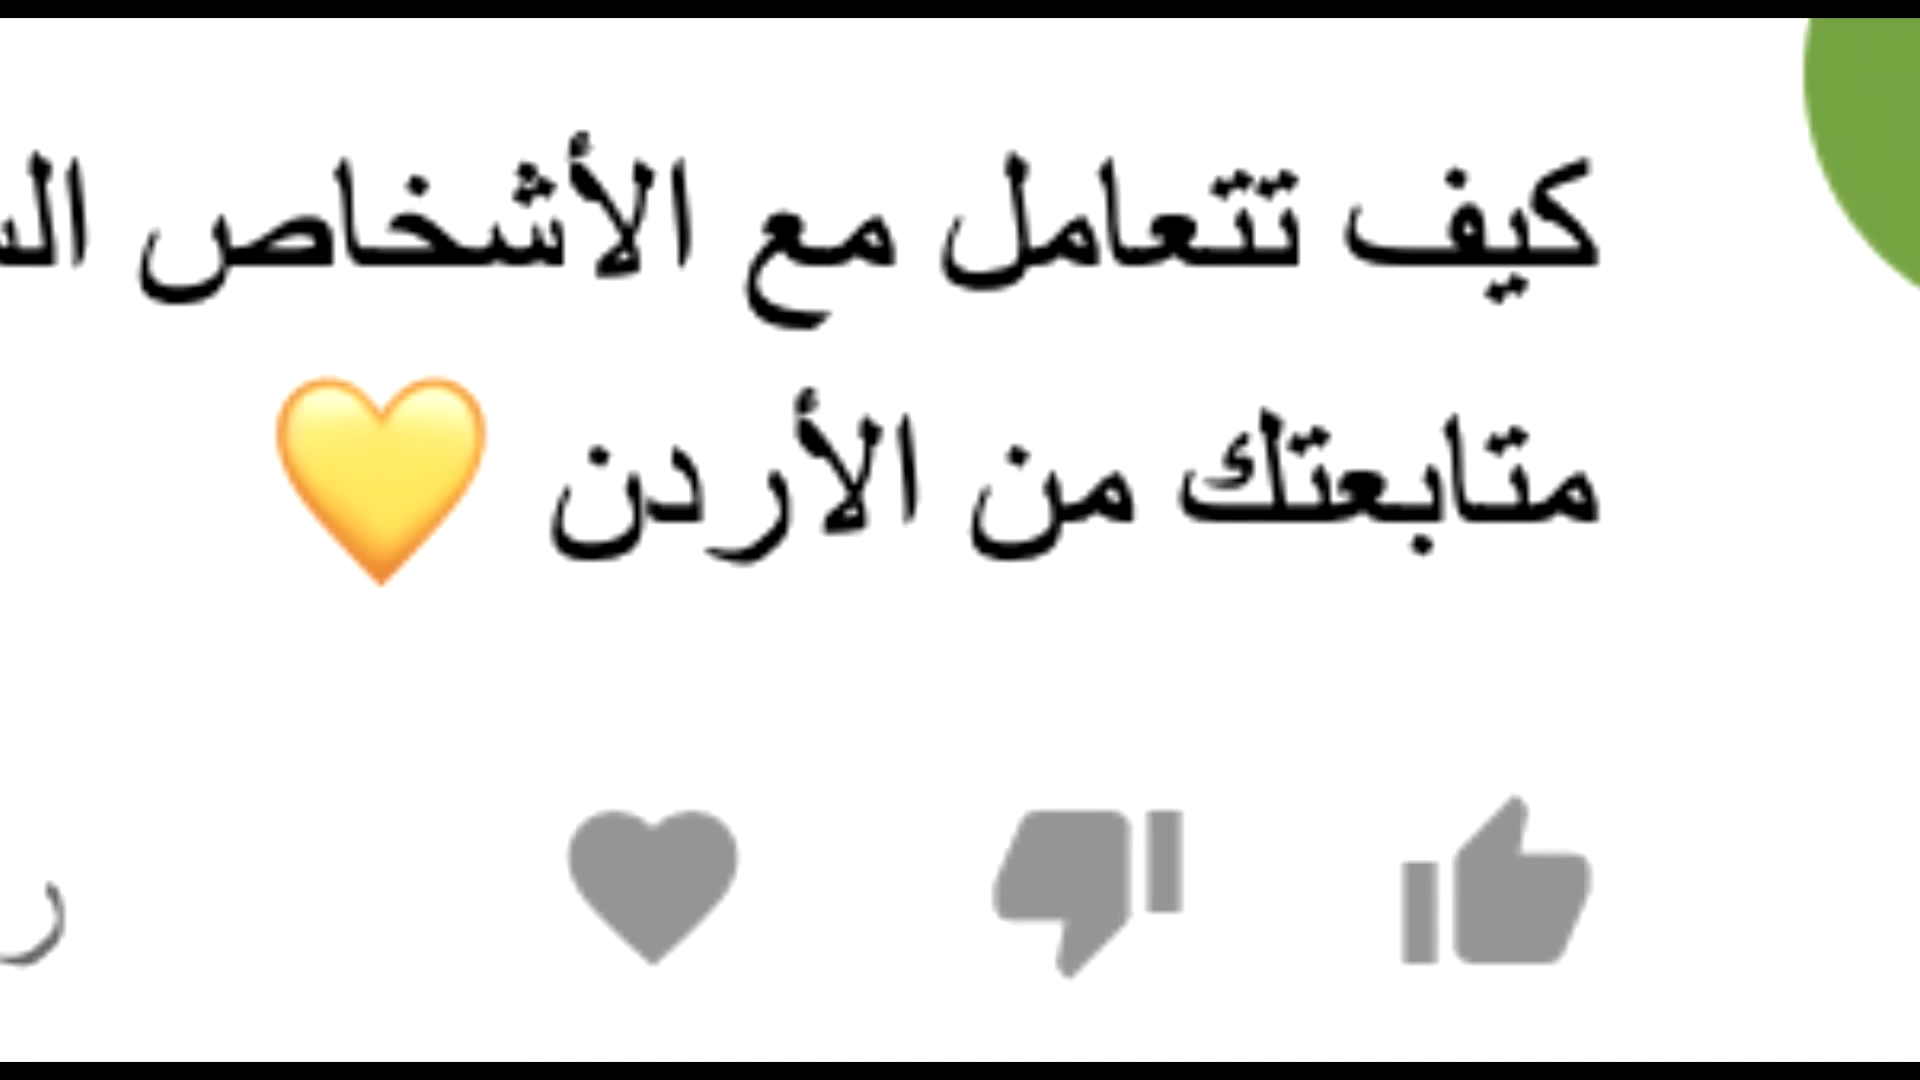 كيف تتعامل مع الأشخاص
متابعتك من الأردن 💛